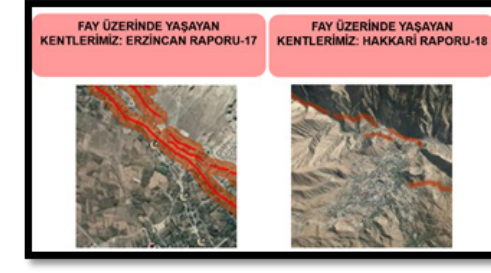 FAY ÜZERİNDE YAŞAYAN
KENTLERİMİZ: ERZİNCAN RAPORU-17
FAY ÜZERİNDE YAŞAYAN
KENTLERİMİZ: HAKKARİ RAPORU-18